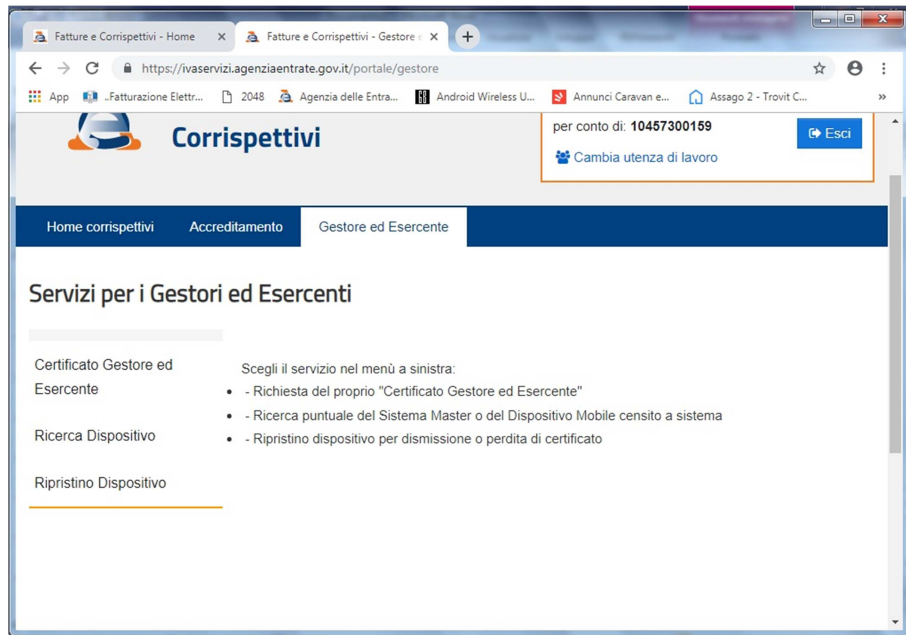 Fatture e Corrispettivi - Home
Fatture e Corrispettivi - Gestore e
https://ivaservizi.agenziaentrate.gov.it/portale/gestore
App
..Fatturazione Elettr...
2048
Agenzia delle Entra...
Android Wireless U...
Annunci Caravan e...
Assago 2 - Trovit C...
»
Corrispettivi
per conto di: 10457300159
Esci
Cambia utenza di lavoro
Home corrispettivi
Accreditamento
Gestore ed Esercente
Servizi per i Gestori ed Esercenti
Certificato Gestore ed
Esercente
Ricerca Dispositivo
Ripristino Dispositivo
Scegli il servizio nel menù a sinistra:
• - Richiesta del proprio "Certificato Gestore ed Esercente"
• - Ricerca puntuale del Sistema Master o del Dispositivo Mobile censito a sistema
• - Ripristino dispositivo per dismissione o perdita di certificato